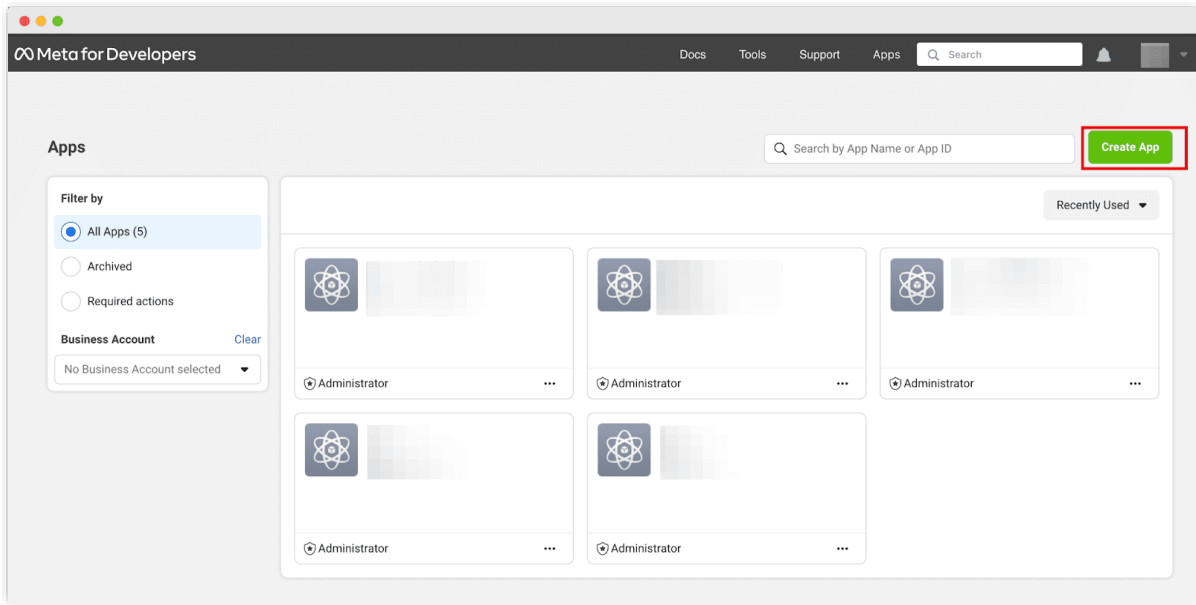 Meta for Developers
Docs Tools Support Apps Search
Apps
Search by App Name or App ID
Create App
Filter by
All Apps (5)
Archived
Required actions
Business Account Clear
No Business Account selected
Recently Used
Administrator
Administrator
Administrator
Administrator
Administrator